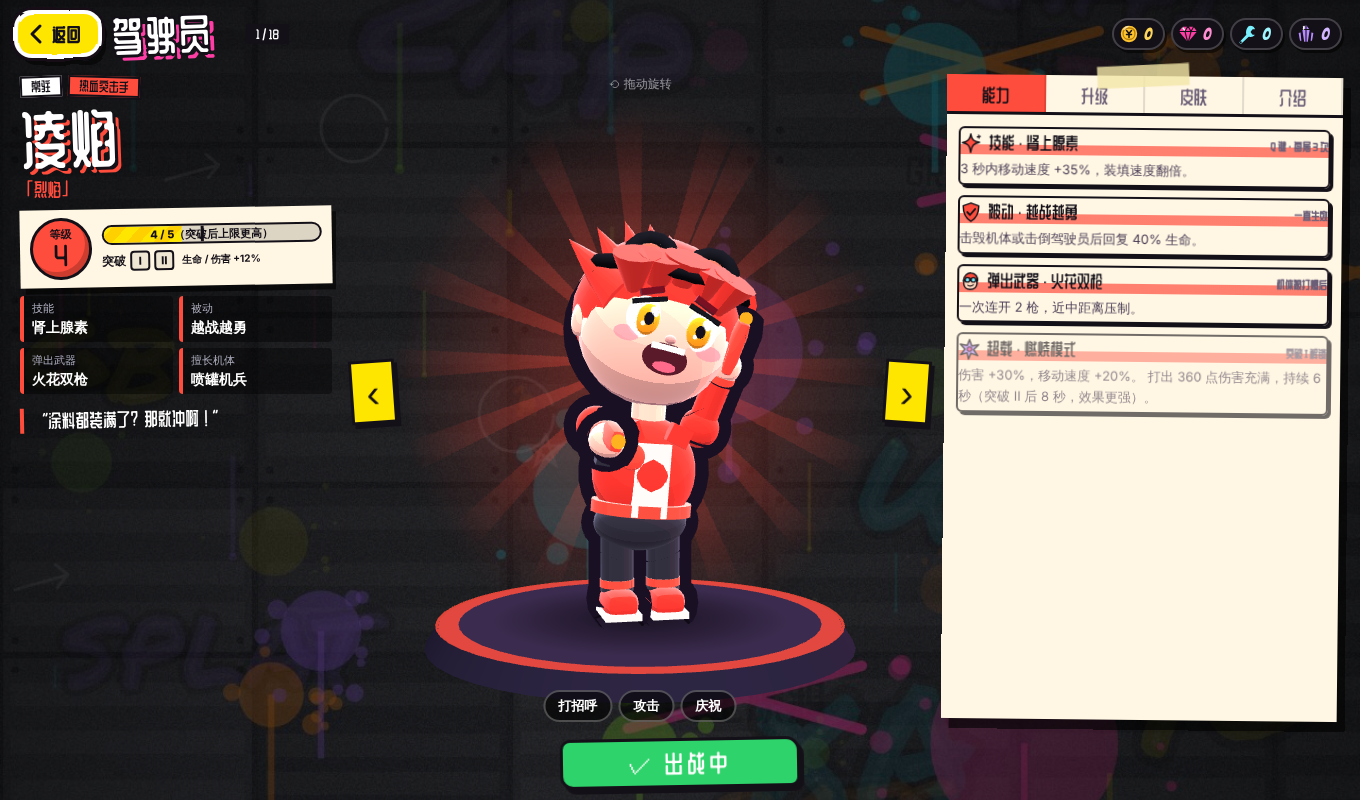 返回
驾驶员
1/18
0
0
0
0
常驻
热血突击手
凌焰
「烈焰」
等级
4
4 / 5（突破后上限更高）
突破 I II 生命 / 伤害 +12%
技能
肾上腺素
被动
越战越勇
弹出武器
火花双枪
擅长机体
喷罐机兵
“涂料都装满了？那就冲啊！”
拖动旋转
‹
›
打招呼
攻击
庆祝
✓ 出战中
能力
升级
皮肤
介绍
技能 · 肾上腺素
3 秒内移动速度 +35%，装填速度翻倍。
被动 · 越战越勇
击毁机体或击倒驾驶员后回复 40% 生命。
弹出武器 · 火花双枪
一次连开 2 枪，近中距离压制。
超载 · 燃烧模式
伤害 +30%，移动速度 +20%。 打出 360 点伤害充满，持续 6
秒（突破 II 后 8 秒，效果更强）。